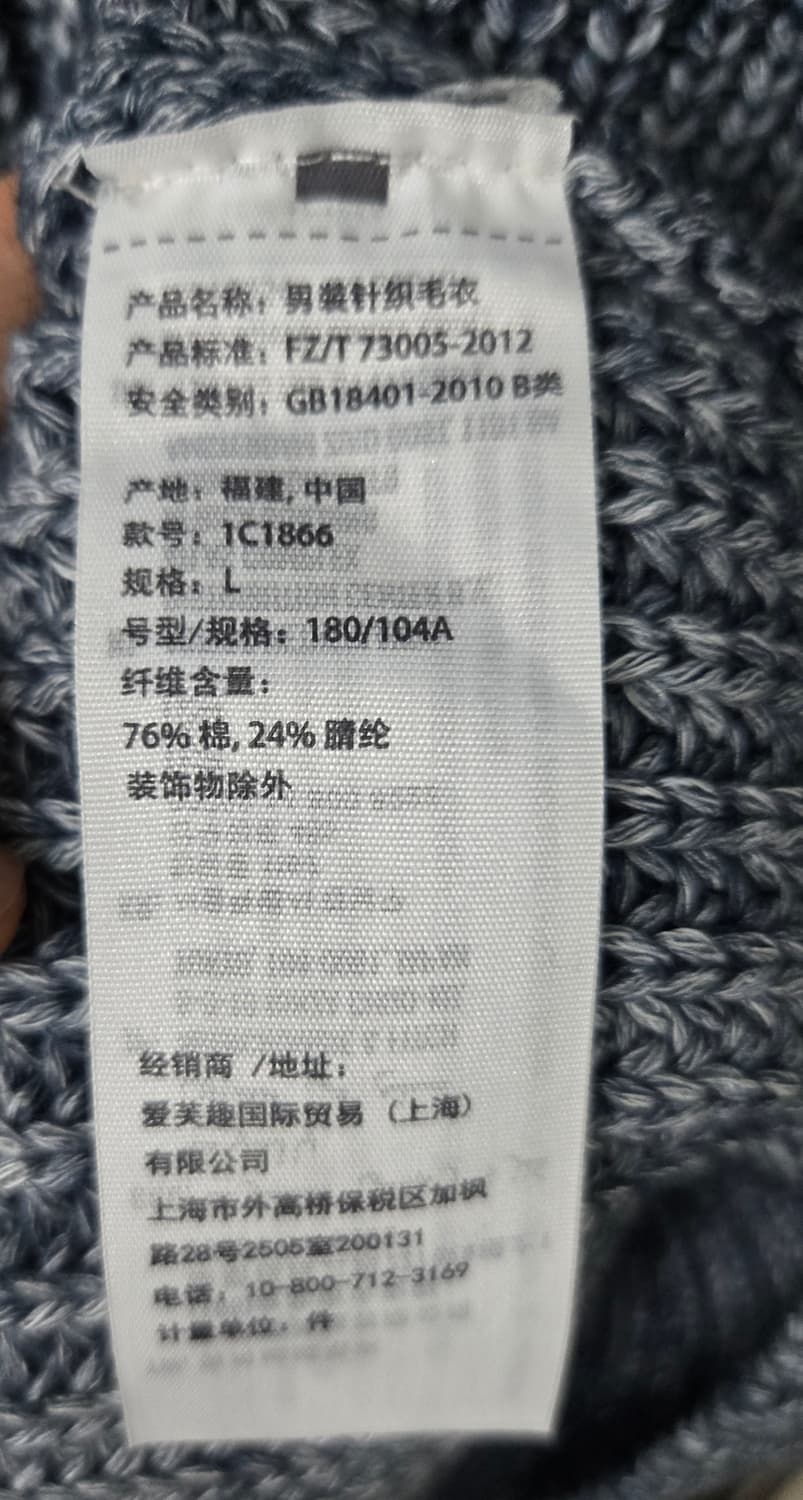 产品名称：男装针织毛衣
产品标准：FZ/T 73005-2012
安全类别：GB18401-2010 B类
产地：福建, 中国
款号：1C1866
规格：L
号型/规格：180/104A
纤维含量：
76% 棉, 24% 腈纶
装饰物除外
经销商 /地址：
爱芙趣国际贸易（上海）
有限公司
上海市外高桥保税区加枫
路28号2505室200131
电话：10-800-712-3169
计量单位：件